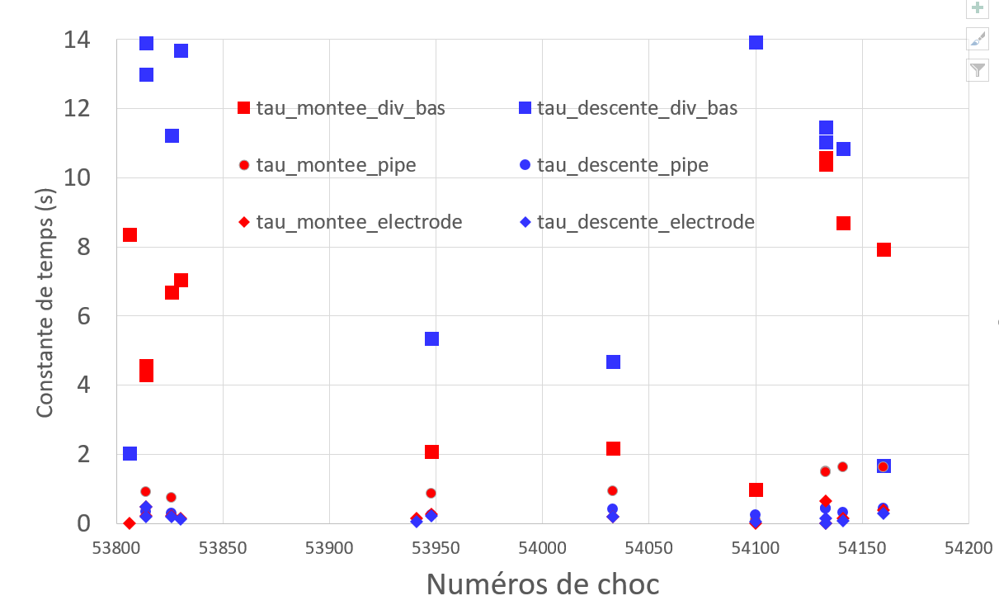 14
12
10
8
6
4
2
0
Constante de temps (s)
tau_montee_div_bas tau_descente_div_bas
tau_montee_pipe tau_descente_pipe
tau_montee_electrode tau_descente_electrode
53800 53850 53900 53950 54000 54050 54100 54150 54200
Numéros de choc